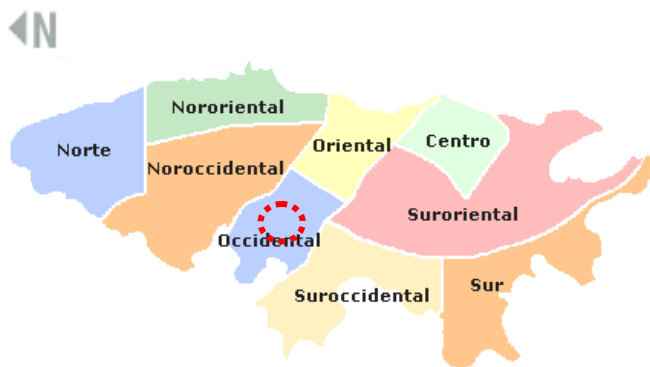 N
Nororiental
Norte
Oriental
Centro
Noroccidental
Suroriental
Occidental
Sur
Suroccidental